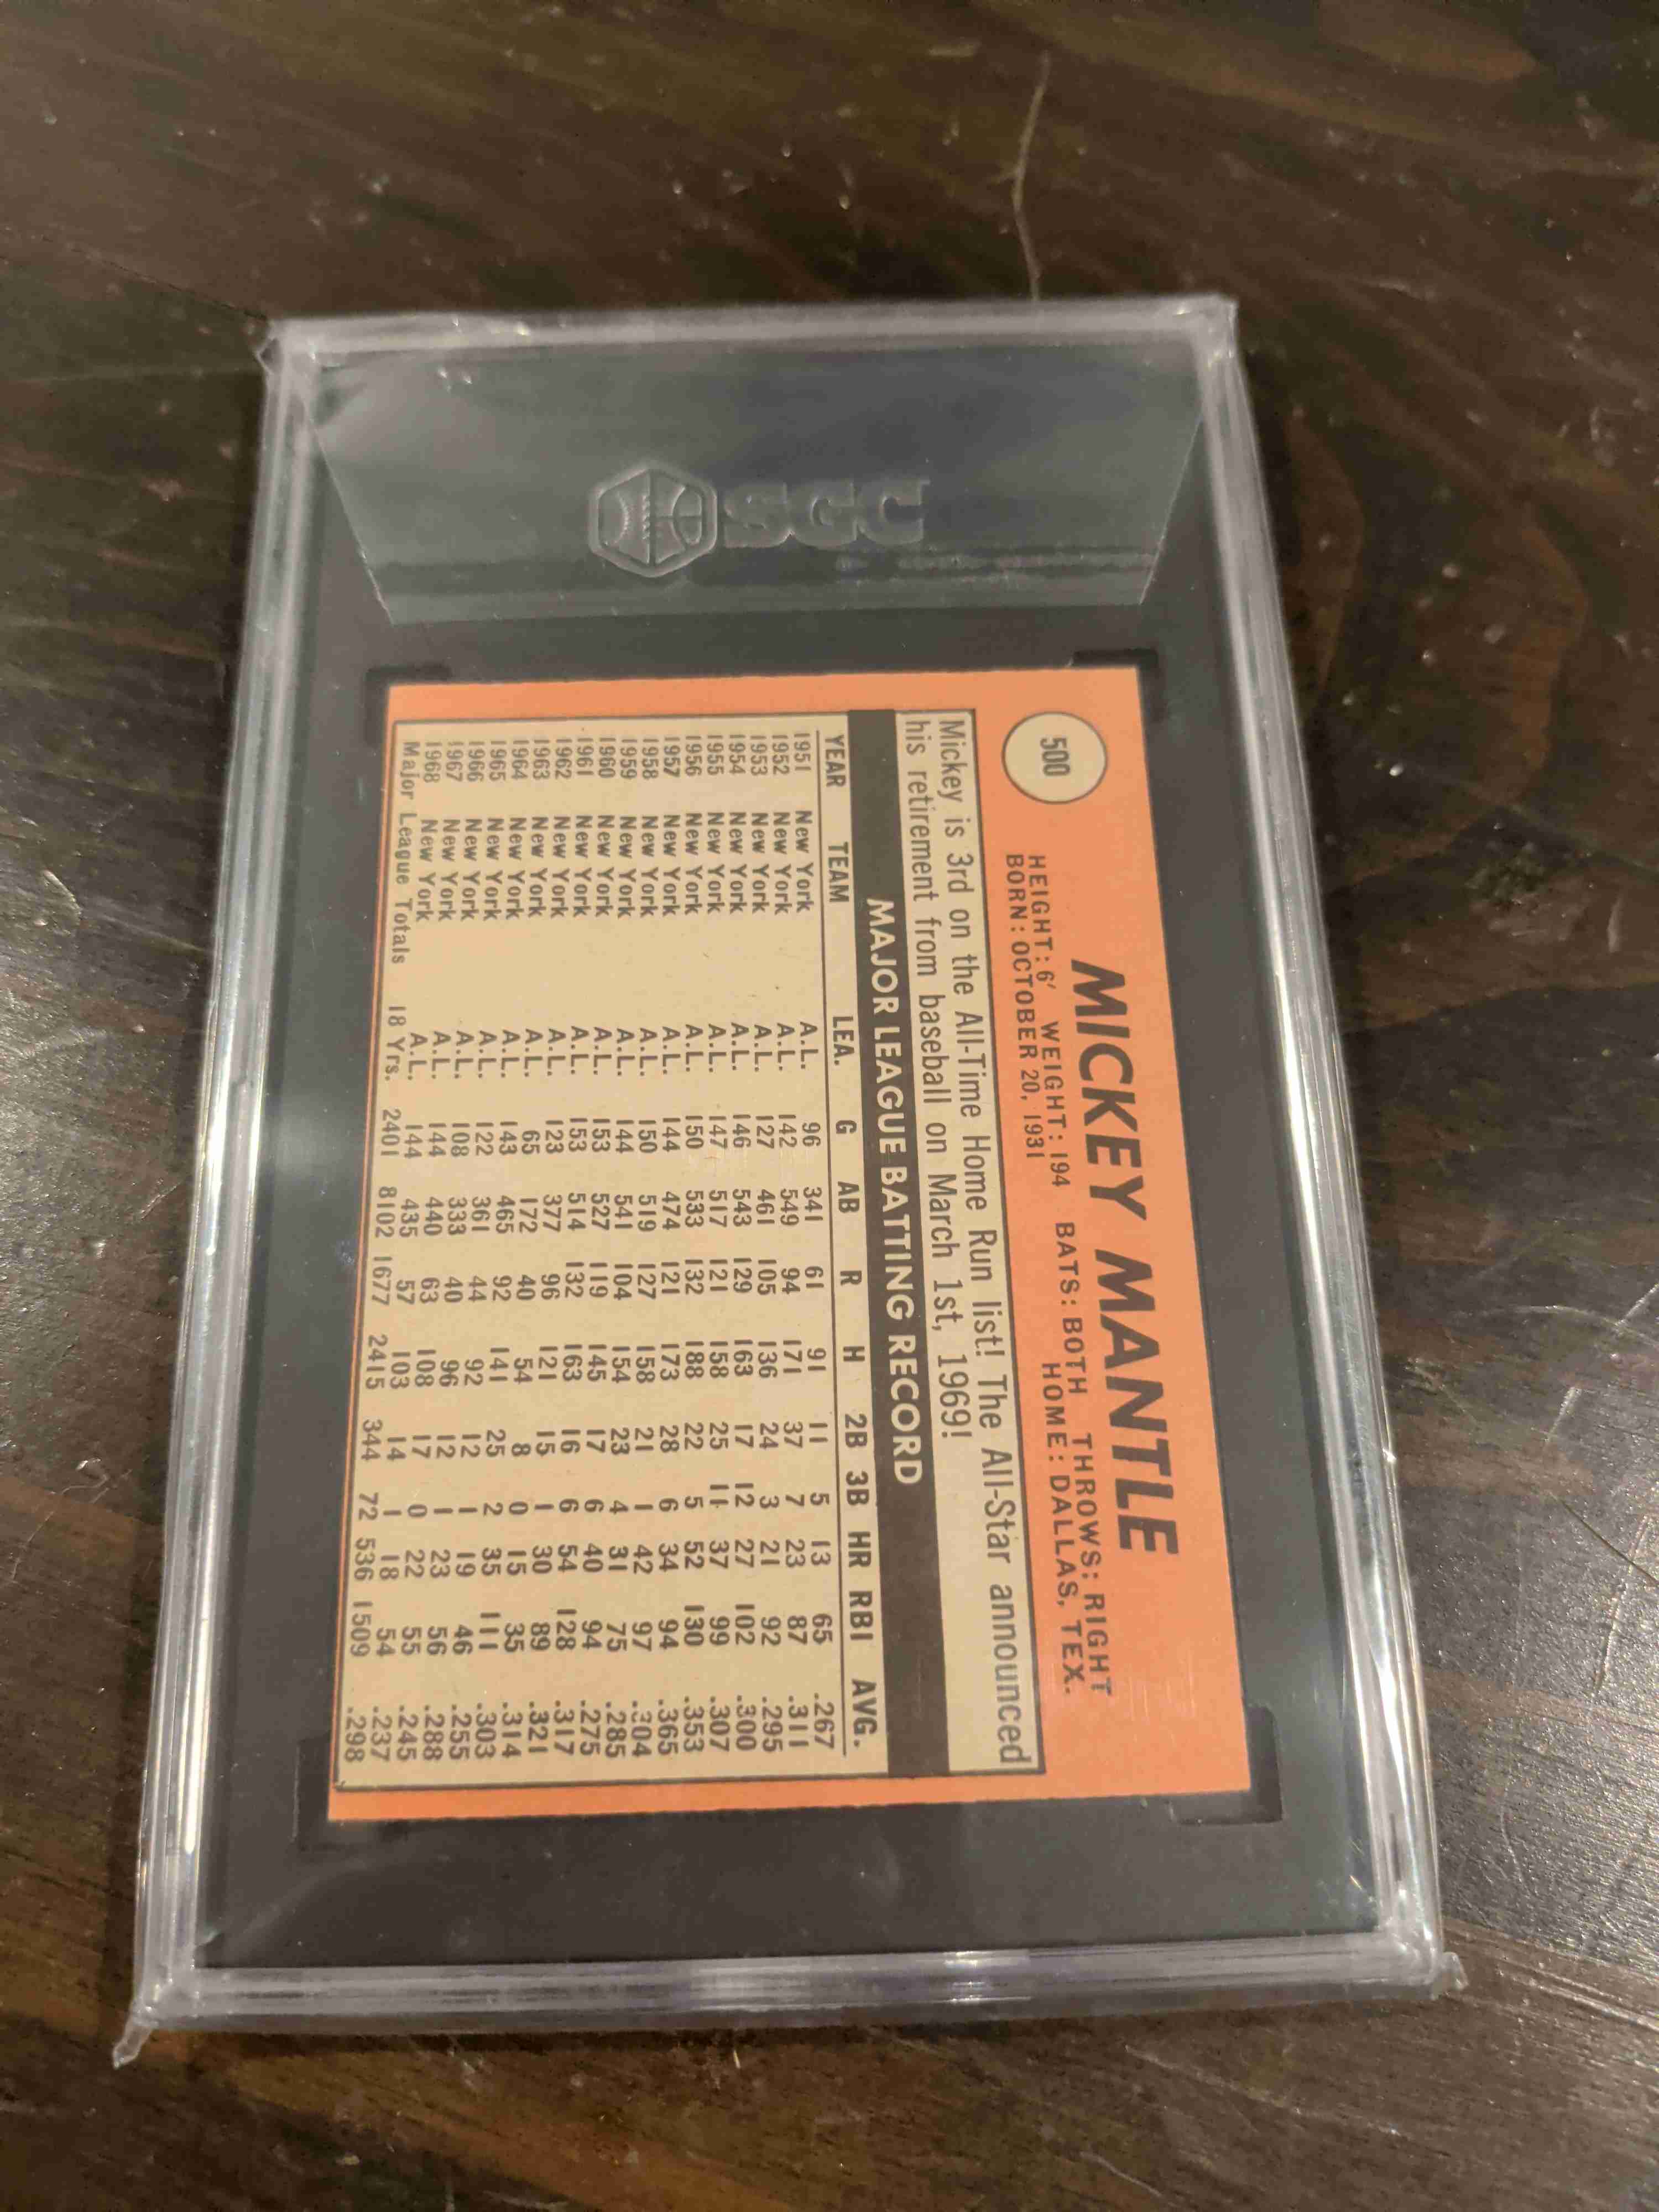 SGC
500
MICKEY MANTLE
HEIGHT: 6' WEIGHT: 194 BATS: BOTH THROWS: RIGHT
BORN: OCTOBER 20, 1931 HOME: DALLAS, TEX.
Mickey is 3rd on the All-Time Home Run list! The All-Star announced
his retirement from baseball on March 1st, 1969!
MAJOR LEAGUE BATTING RECORD
YEAR TEAM LEA. G AB R H 2B 3B HR RBI AVG.
1951 New York A.L. 96 341 61 91 11 5 13 65 .267
1952 New York A.L. 142 549 94 171 37 7 23 87 .311
1953 New York A.L. 127 461 105 136 24 3 21 92 .295
1954 New York A.L. 146 543 129 163 17 12 27 102 .300
1955 New York A.L. 147 517 121 158 25 11 37 99 .307
1956 New York A.L. 150 533 132 188 22 5 52 130 .353
1957 New York A.L. 144 474 121 173 28 6 34 94 .365
1958 New York A.L. 150 519 127 158 21 1 42 97 .304
1959 New York A.L. 144 541 104 154 23 4 31 75 .285
1960 New York A.L. 153 527 119 145 17 6 40 94 .275
1961 New York A.L. 153 514 132 163 16 6 54 128 .317
1962 New York A.L. 123 377 96 121 15 1 30 89 .321
1963 New York A.L. 65 172 40 54 8 0 15 35 .314
1964 New York A.L. 143 465 92 141 25 2 35 111 .303
1965 New York A.L. 122 361 44 92 12 1 19 46 .255
1966 New York A.L. 108 333 40 96 12 1 23 56 .288
1967 New York A.L. 144 440 63 108 17 0 22 55 .245
1968 New York A.L. 144 435 57 103 14 1 18 54 .237
Major League Totals 18 Yrs. 2401 8102 1677 2415 344 72 536 1509 .298